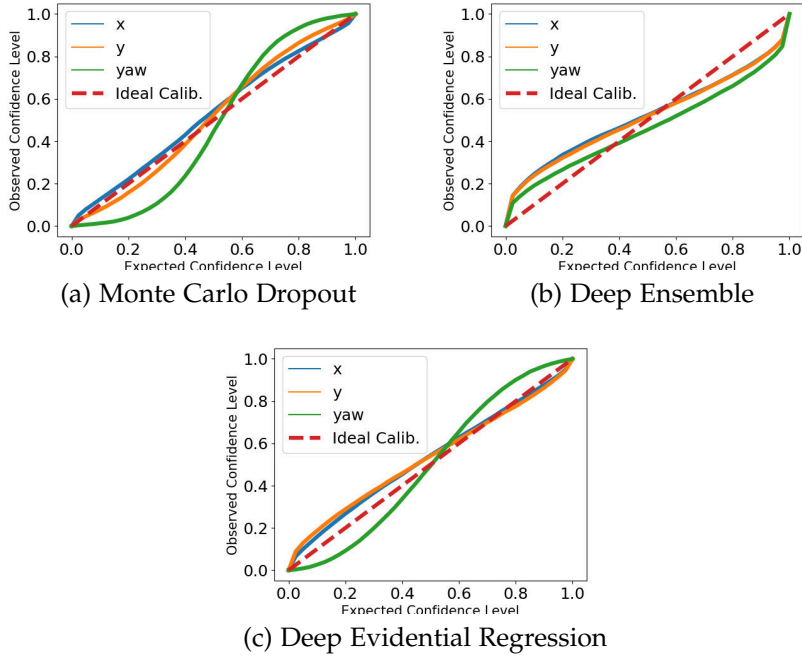 1.0
0.8
0.6
0.4
0.2
0.0
Observed Confidence Level
x
y
yaw
Ideal Calib.
0.0 0.2 0.4 0.6 0.8 1.0
Expected Confidence Level
(a) Monte Carlo Dropout
1.0
0.8
0.6
0.4
0.2
0.0
Observed Confidence Level
x
y
yaw
Ideal Calib.
0.0 0.2 0.4 0.6 0.8 1.0
Expected Confidence Level
(b) Deep Ensemble
1.0
0.8
0.6
0.4
0.2
0.0
Observed Confidence Level
x
y
yaw
Ideal Calib.
0.0 0.2 0.4 0.6 0.8 1.0
Expected Confidence Level
(c) Deep Evidential Regression